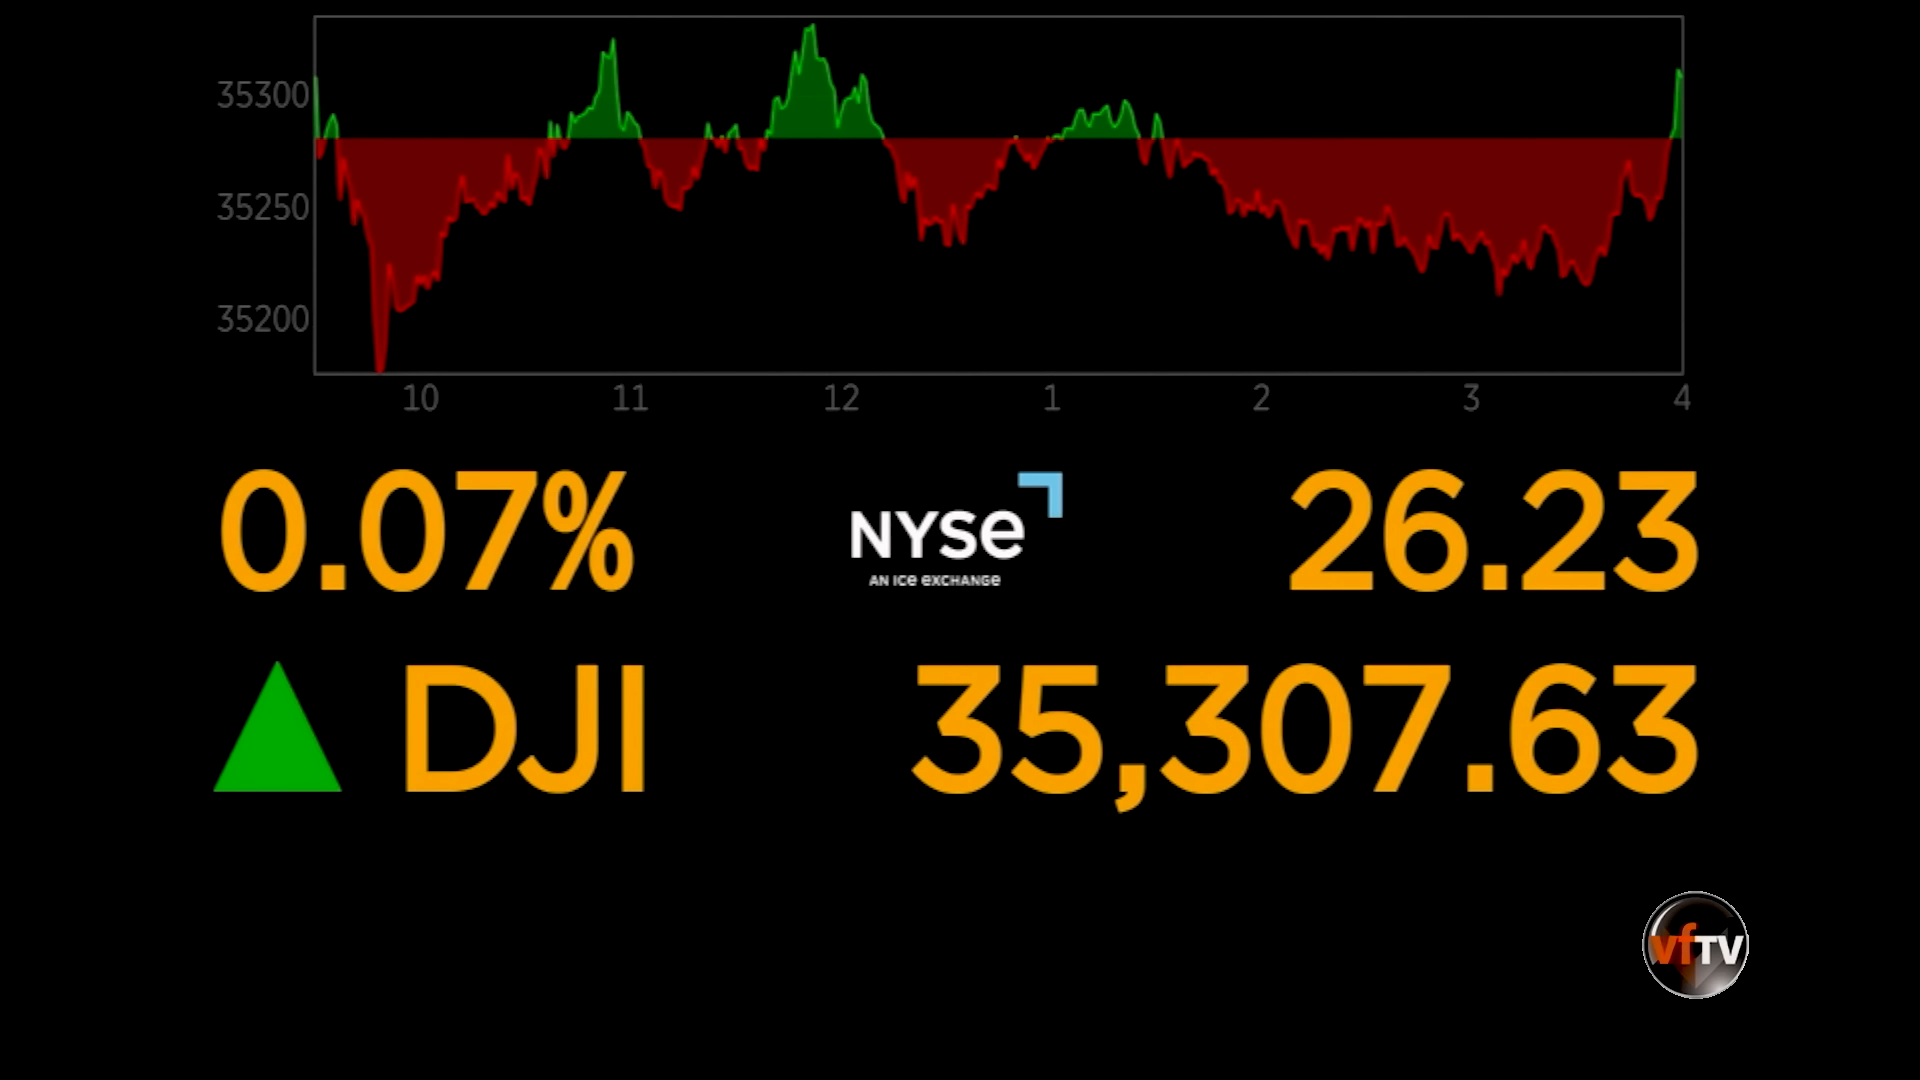 35300
35250
35200
10 11 12 1 2 3 4
0.07% NYSE 26.23
AN ICE EXCHANGE
DJI 35,307.63
vfTV